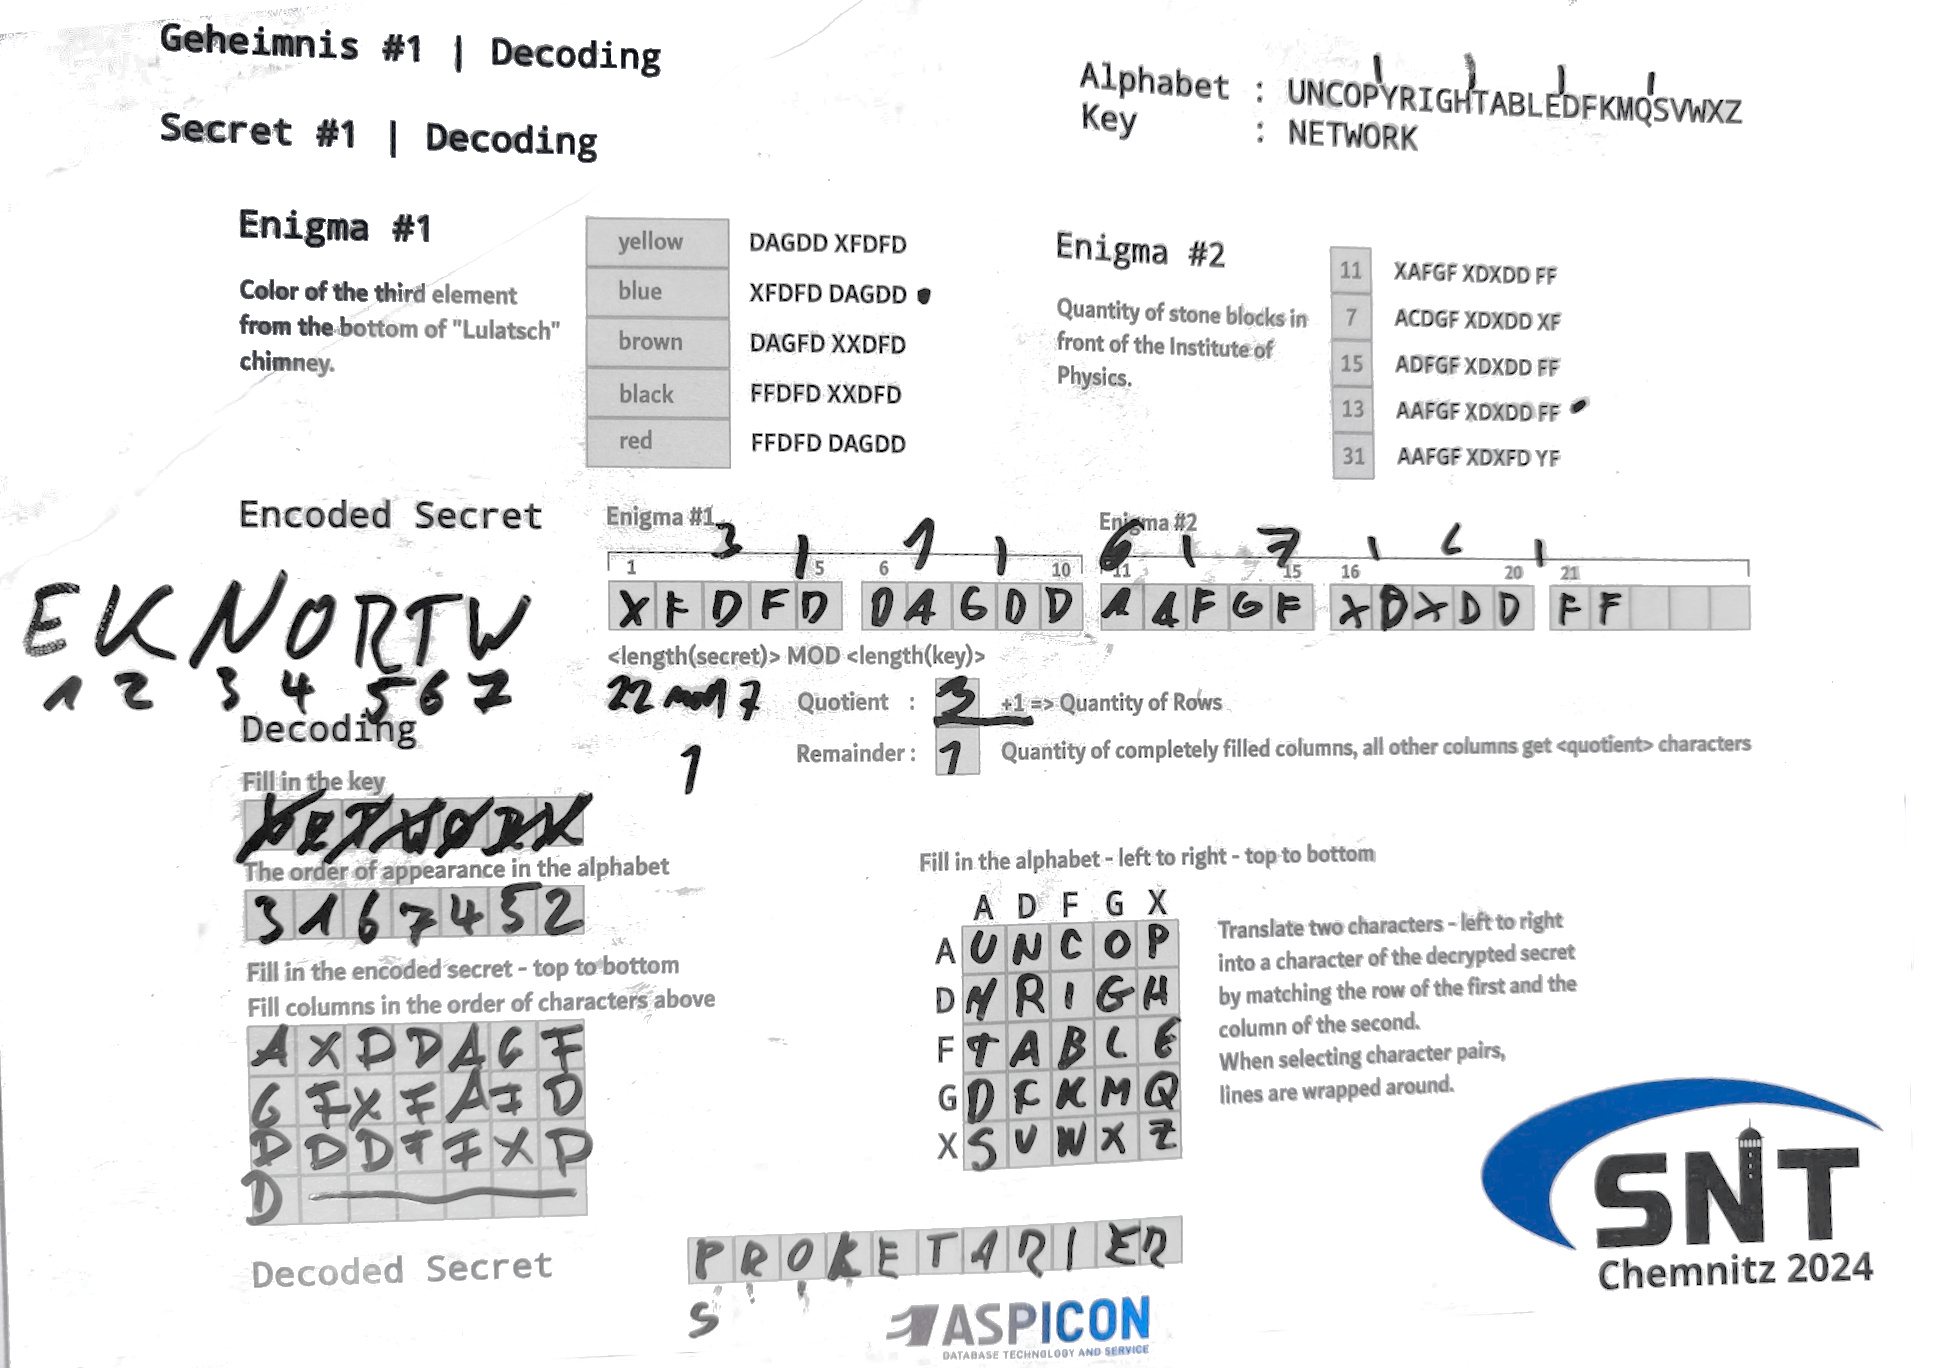 Geheimnis #1 | Decoding
Secret #1 | Decoding
Alphabet : UNCOPYRIGHTABLEDFKMQSVWXZ
Key : NETWORK
Enigma #1
Color of the third element
from the bottom of "Lulatsch"
chimney.
yellow DAGDD XFDFD
blue XFDFD DAGDD
brown DAGFD XXDFD
black FFDFD XXDFD
red FFDFD DAGDD
Enigma #2
Quantity of stone blocks in
front of the Institute of
Physics.
11 XAFGF XDXDD FF
7 ACDGF XDXDD XF
15 ADFGF XDXDD FF
13 AAFGF XDXDD FF
31 AAFGF XDXFD YF
Encoded Secret
Enigma #1 Enigma #2
3 1 6 7 6
1 5 6 10 11 15 16 20 21
X F D F D D A G D D A A F G F X D X D D F F
E K N O R T W
1 2 3 4 5 6 7
<length(secret)> MOD <length(key)>
22 mod 7
1
Quotient : 3 +1 => Quantity of Rows
Remainder : 1 Quantity of completely filled columns, all other columns get <quotient> characters
Decoding
Fill in the key
The order of appearance in the alphabet
3 1 6 7 4 5 2
Fill in the encoded secret - top to bottom
Fill columns in the order of characters above
A X D D A G F
G F X F A F D
D D D F F X D
D
Fill in the alphabet - left to right - top to bottom
A D F G X
A U N C O P
D Y R I G H
F T A B L E
G D F K M Q
X S V W X Z
Translate two characters - left to right
into a character of the decrypted secret
by matching the row of the first and the
column of the second.
When selecting character pairs,
lines are wrapped around.
Decoded Secret
P R O K E T A R I E R
S
ASPICON
DATABASE TECHNOLOGY AND SERVICE
SNT
Chemnitz 2024